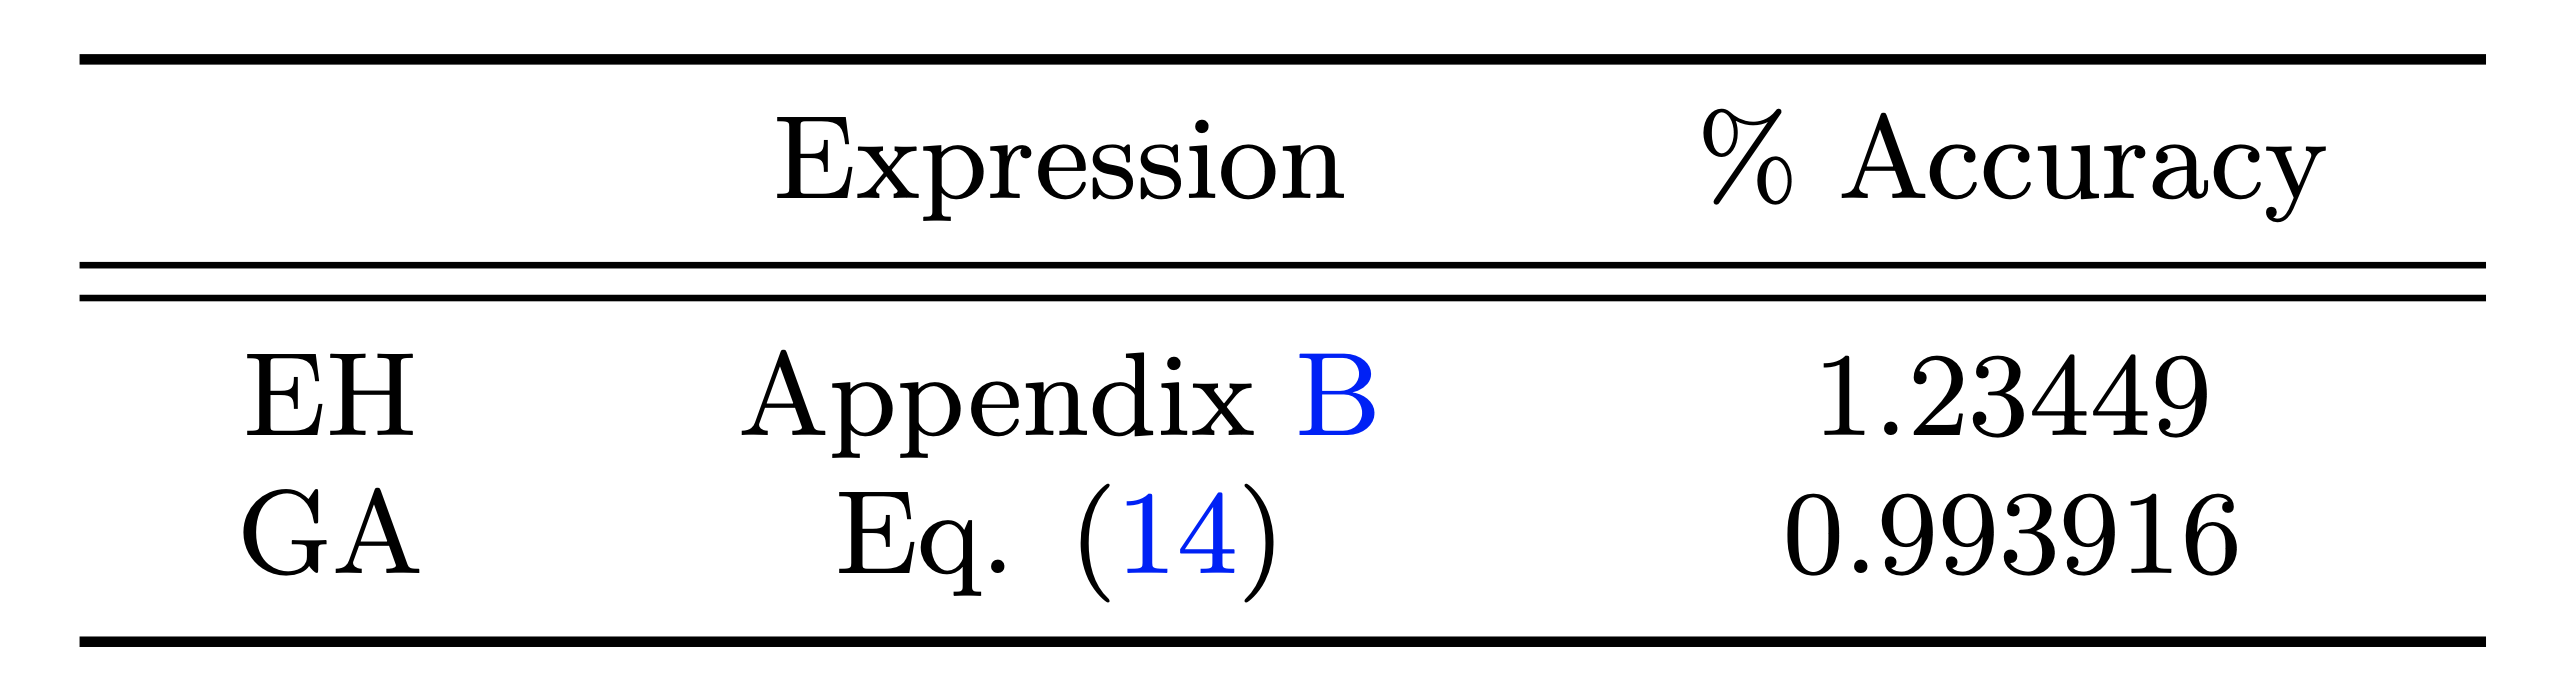 Expression % Accuracy
EH Appendix B 1.23449
GA Eq. (14) 0.993916